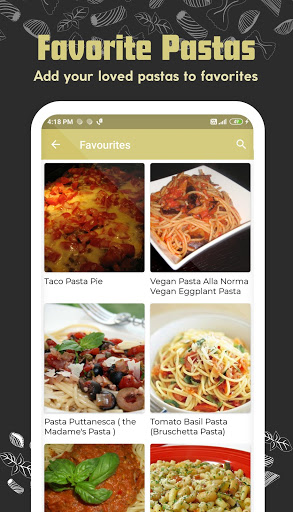 Favorite Pastas
Add your loved pastas to favorites
4:18 PM
Favourites
Taco Pasta Pie
Vegan Pasta Alla Norma
Vegan Eggplant Pasta
Pasta Puttanesca ( the
Madame's Pasta )
Tomato Basil Pasta
(Bruschetta Pasta)